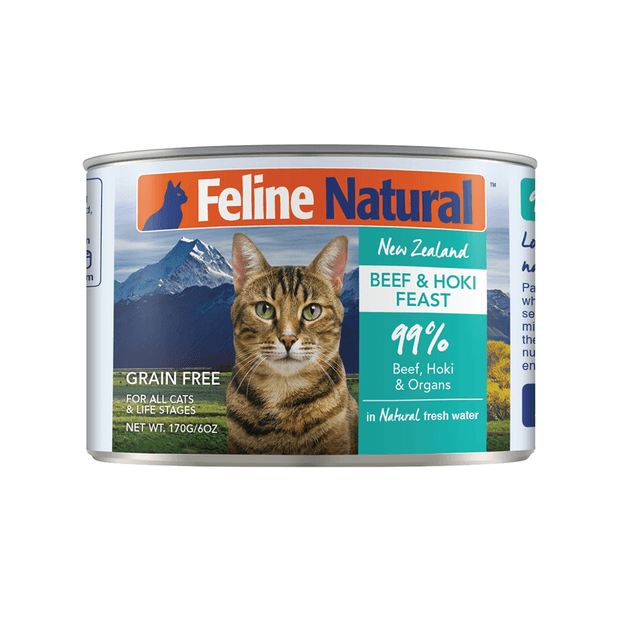 Feline Natural™
New Zealand
BEEF & HOKI
FEAST
99%
Beef, Hoki
& Organs
in Natural fresh water
GRAIN FREE
FOR ALL CATS
& LIFE STAGES
NET WT. 170G/6OZ